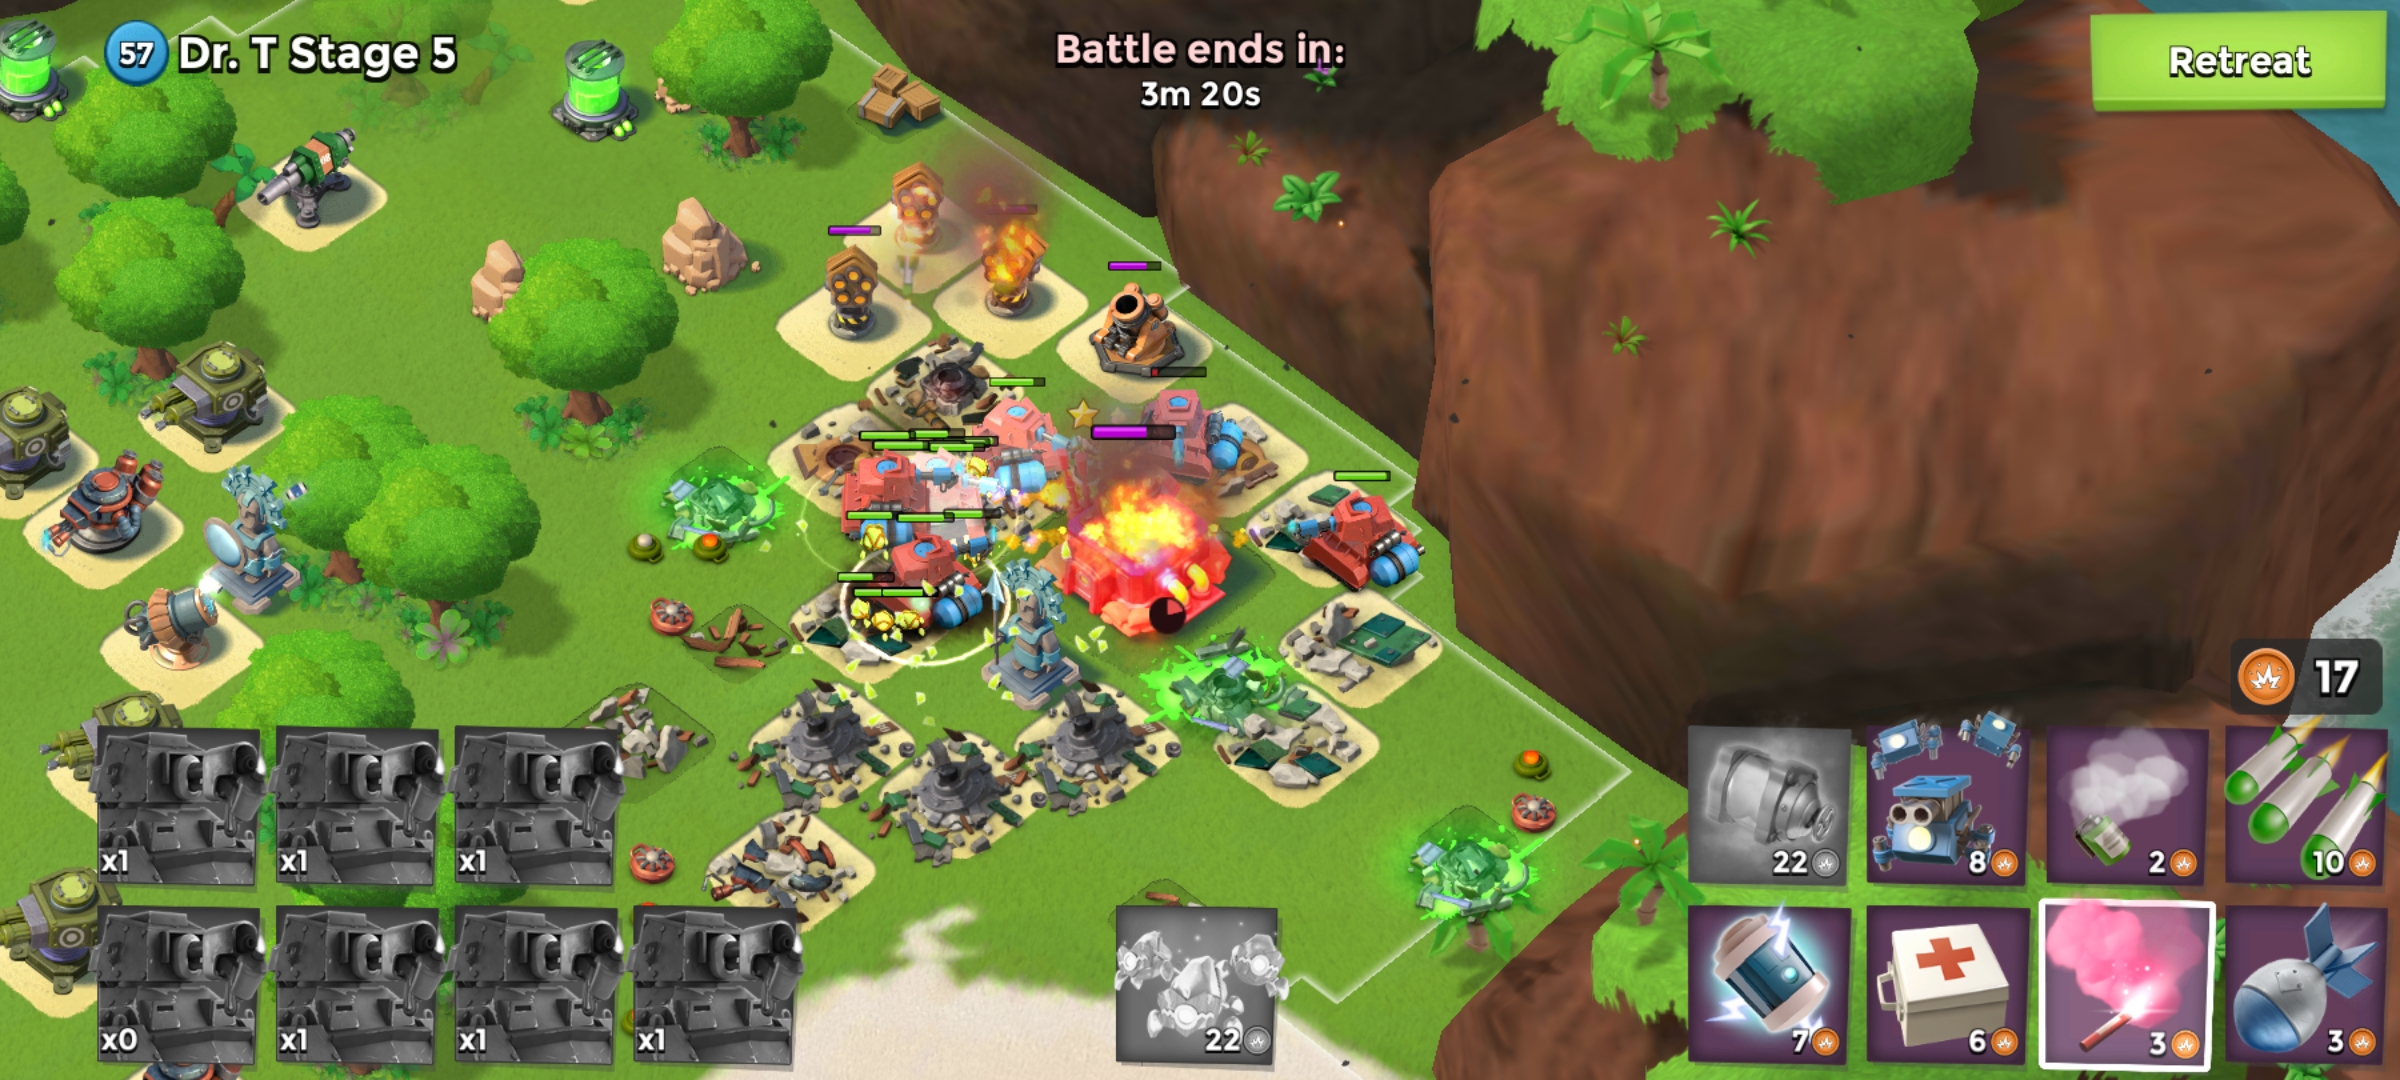 57 Dr. T Stage 5
Battle ends in:
3m 20s
Retreat
17
x1 x1 x1
22 8 2 10
x0 x1 x1 x1
22
7 6 3 3